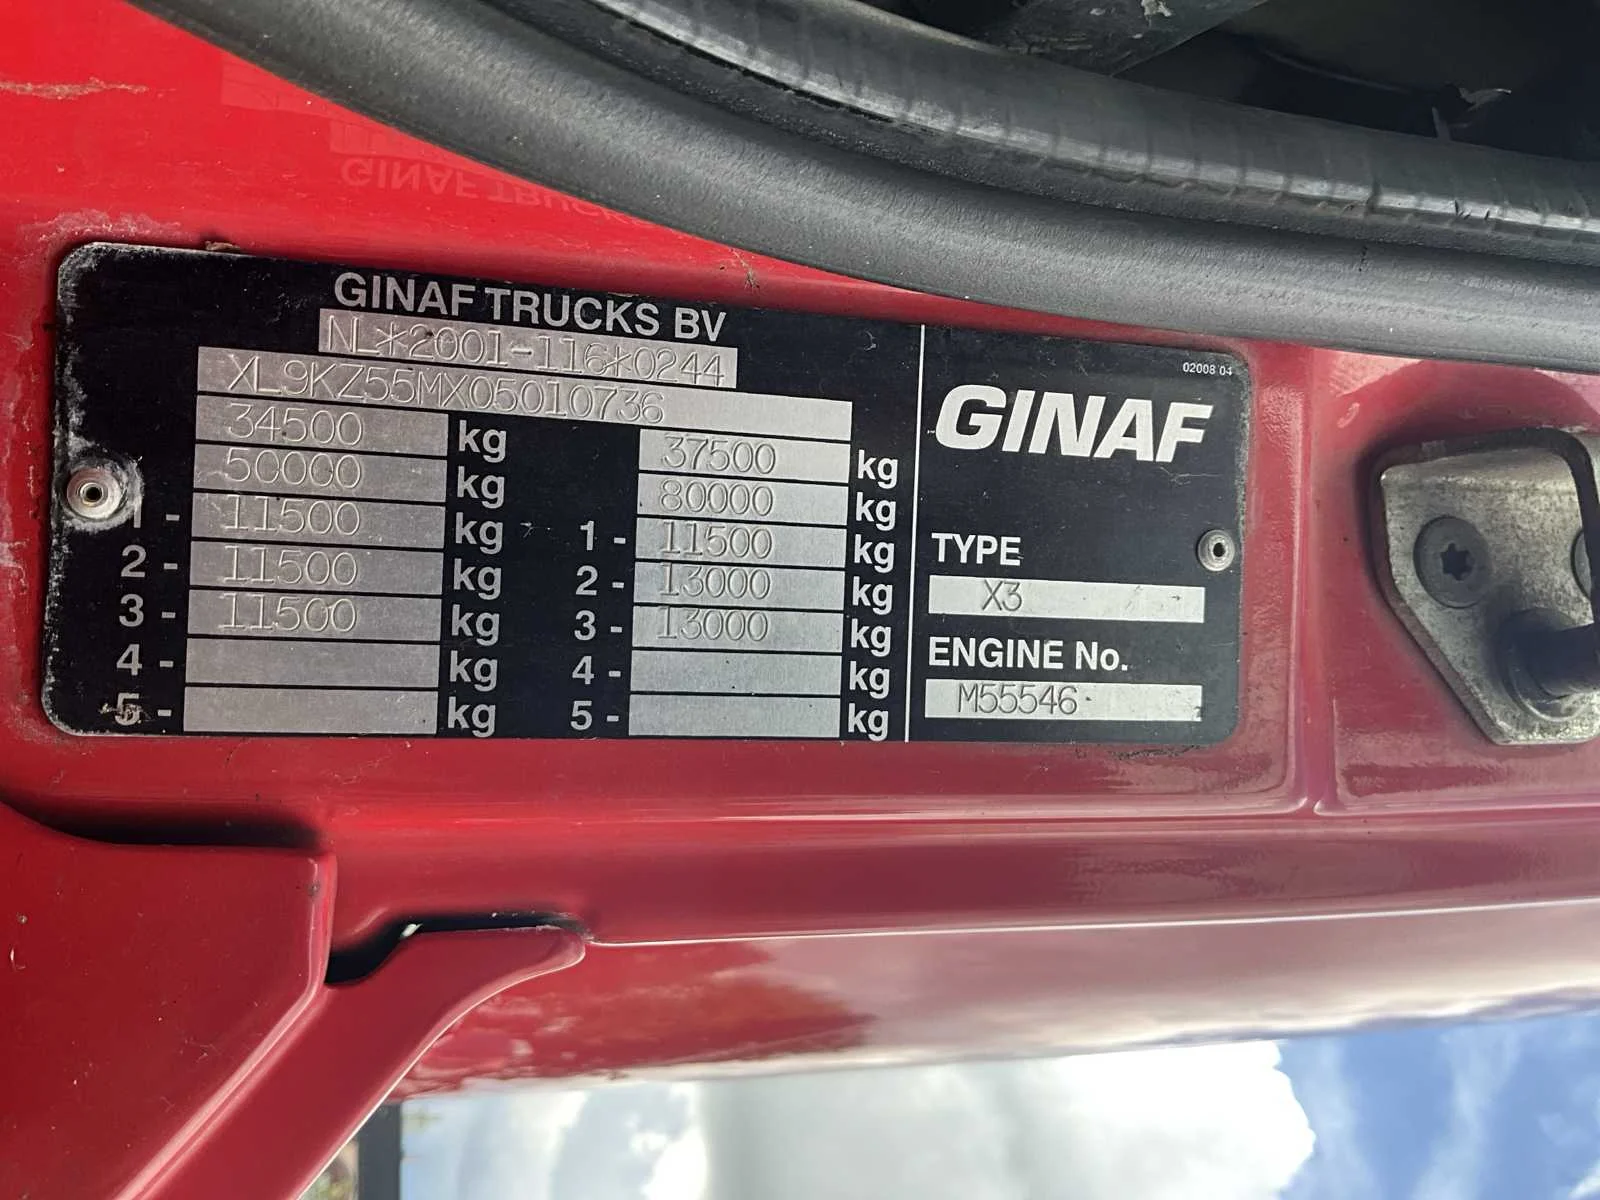 GINAF TRUCKS BV
NL*2001-116*0244
XL9KZ55MX05010736
34500 kg 37500 kg
50000 kg 80000 kg
1 - 11500 kg 1 - 11500 kg
2 - 11500 kg 2 - 13000 kg
3 - 11500 kg 3 - 13000 kg
4 - kg 4 - kg
5 - kg 5 - kg
02008 04
GINAF
TYPE
X3
ENGINE No.
M55546
GINAF TRUCKS